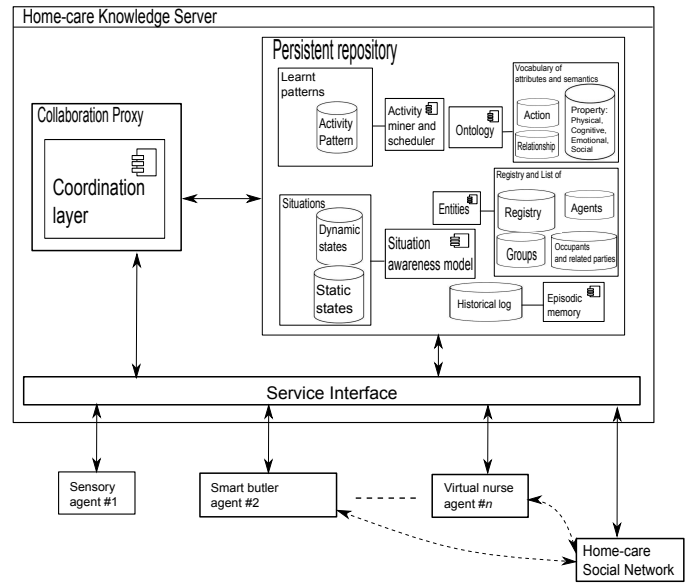 Home-care Knowledge Server
Persistent repository
Learnt
patterns
Activity
Pattern
Activity
miner and
scheduler
Ontology
Vocabulary of
attributes and semantics
Action
Relationship
Property:
Physical,
Cognitive,
Emotional,
Social
Collaboration Proxy
Coordination
layer
Situations
Dynamic
states
Static
states
Situation
awareness model
Entities
Registry and List of
Registry
Agents
Groups
Occupants
and related parties
Historical log
Episodic
memory
Service Interface
Sensory
agent #1
Smart butler
agent #2
Virtual nurse
agent #n
Home-care
Social Network